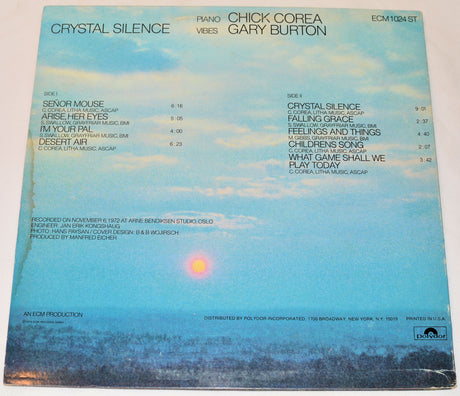 CRYSTAL SILENCE
PIANO CHICK COREA
VIBES GARY BURTON
ECM 1024 ST
SIDE I
SEÑOR MOUSE 6:16
C. COREA, LITHA MUSIC, ASCAP
ARISE, HER EYES 5:05
S. SWALLOW, GRAYFRIAR MUSIC, BMI
I'M YOUR PAL 4:00
S. SWALLOW, GRAYFRIAR MUSIC, BMI
DESERT AIR 6:23
C. COREA, LITHA MUSIC, ASCAP
SIDE II
CRYSTAL SILENCE 9:01
C. COREA, LITHA MUSIC, ASCAP
FALLING GRACE 2:37
S. SWALLOW, GRAYFRIAR MUSIC, BMI
FEELINGS AND THINGS 4:40
M. GIBBS, GRAYFRIAR MUSIC, BMI
CHILDRENS SONG 2:07
C. COREA, LITHA MUSIC, ASCAP
WHAT GAME SHALL WE
PLAY TODAY 3:42
C. COREA, LITHA MUSIC, ASCAP
RECORDED ON NOVEMBER 6, 1972 AT ARNE BENDIKSEN STUDIO, OSLO
ENGINEER: JAN ERIK KONGSHAUG
PHOTO: HANS PAYSAN / COVER DESIGN: B & B WOJIRSCH
PRODUCED BY MANFRED EICHER
AN ECM PRODUCTION
DISTRIBUTED BY POLYDOR INCORPORATED, 1700 BROADWAY, NEW YORK, N.Y. 10019
PRINTED IN U.S.A.
polydor